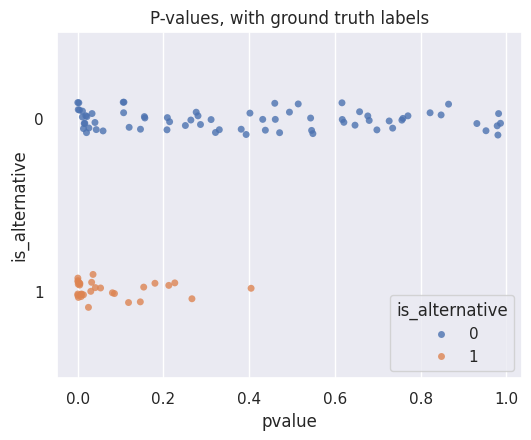 P-values, with ground truth labels
is_alternative
0
1
is_alternative
0
1
0.0 0.2 0.4 0.6 0.8 1.0
pvalue